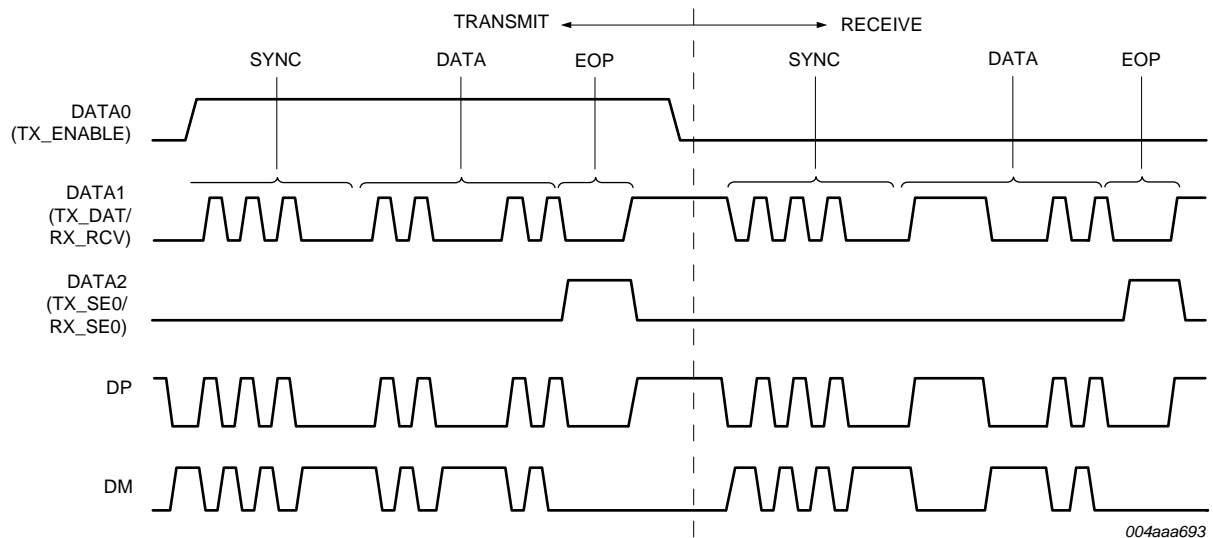 TRANSMIT
RECEIVE
SYNC
DATA
EOP
SYNC
DATA
EOP
DATA0
(TX_ENABLE)
DATA1
(TX_DAT/
RX_RCV)
DATA2
(TX_SE0/
RX_SE0)
DP
DM
004aaa693